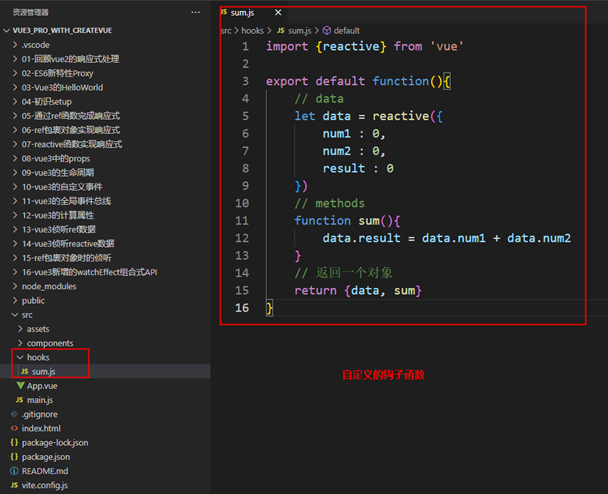 资源管理器
···
VUE3_PRO_WITH_CREATEVUE
.vscode
01-回顾vue2的响应式处理
02-ES6新特性Proxy
03-Vue3的HelloWorld
04-初识setup
05-通过ref函数完成响应式
06-ref包裹对象实现响应式
07-reactive函数实现响应式
08-vue3中的props
09-vue3的生命周期
10-vue3的自定义事件
11-vue3的全局事件总线
12-vue3的计算属性
13-vue3侦听ref数据
14-vue3侦听reactive数据
15-ref包裹对象时的侦听
16-vue3新增的watchEffect组合式API
node_modules
public
src
assets
components
hooks
JS sum.js
App.vue
JS main.js
.gitignore
index.html
package-lock.json
package.json
README.md
vite.config.js
JS sum.js
src > hooks > JS sum.js > default
1 import {reactive} from 'vue'
2
3 export default function(){
4 // data
5 let data = reactive({
6 num1 : 0,
7 num2 : 0,
8 result : 0
9 })
10 // methods
11 function sum(){
12 data.result = data.num1 + data.num2
13 }
14 // 返回一个对象
15 return {data, sum}
16 }
自定义的钩子函数